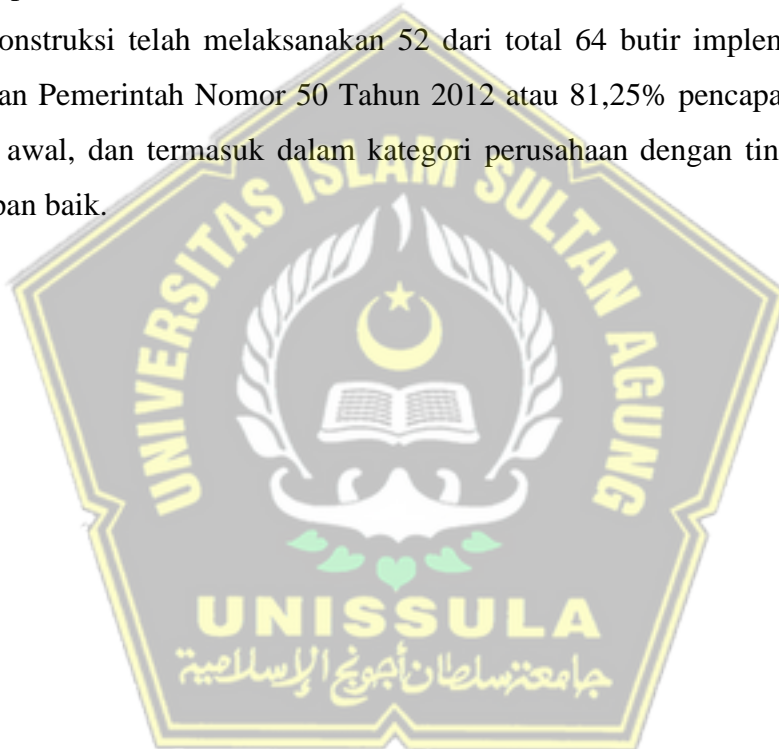 onstruksi telah melaksanakan 52 dari total 64 butir implem
an Pemerintah Nomor 50 Tahun 2012 atau 81,25% pencapa
awal, dan termasuk dalam kategori perusahaan dengan tin
pan baik.
UNIVERSITAS ISLAM SULTAN AGUNG
UNISSULA
جامعة سلطان أجونج الإسلامية